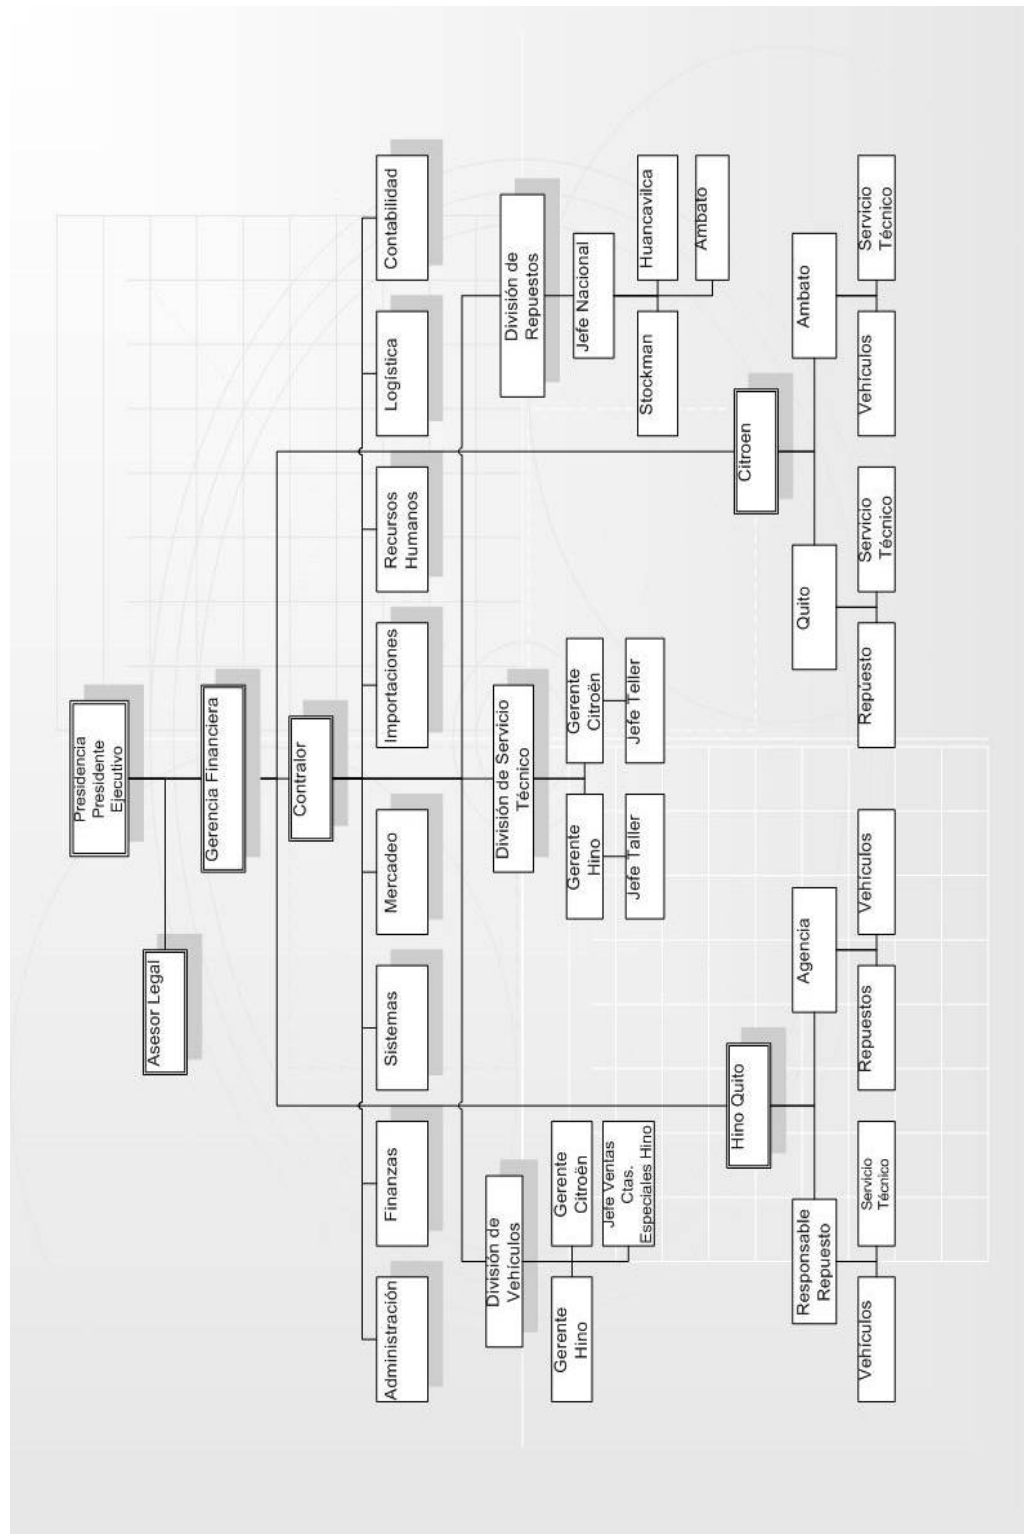 Presidencia
Presidente
Ejecutivo
Asesor Legal
Gerencia Financiera
Contralor
Administración
Finanzas
Sistemas
Mercadeo
Importaciones
Recursos
Humanos
Logística
Contabilidad
División de
Vehículos
División de Servicio
Técnico
División de
Repuestos
Gerente
Hino
Gerente
Citroën
Jefe Ventas
Ctas.
Especiales Hino
Gerente
Hino
Gerente
Citroën
Jefe Taller
Jefe Teller
Jefe Nacional
Stockman
Huancavilca
Ambato
Hino Quito
Citroen
Responsable
Repuesto
Agencia
Quito
Ambato
Vehículos
Servicio
Técnico
Repuestos
Vehículos
Repuesto
Servicio
Técnico
Vehículos
Servicio
Técnico